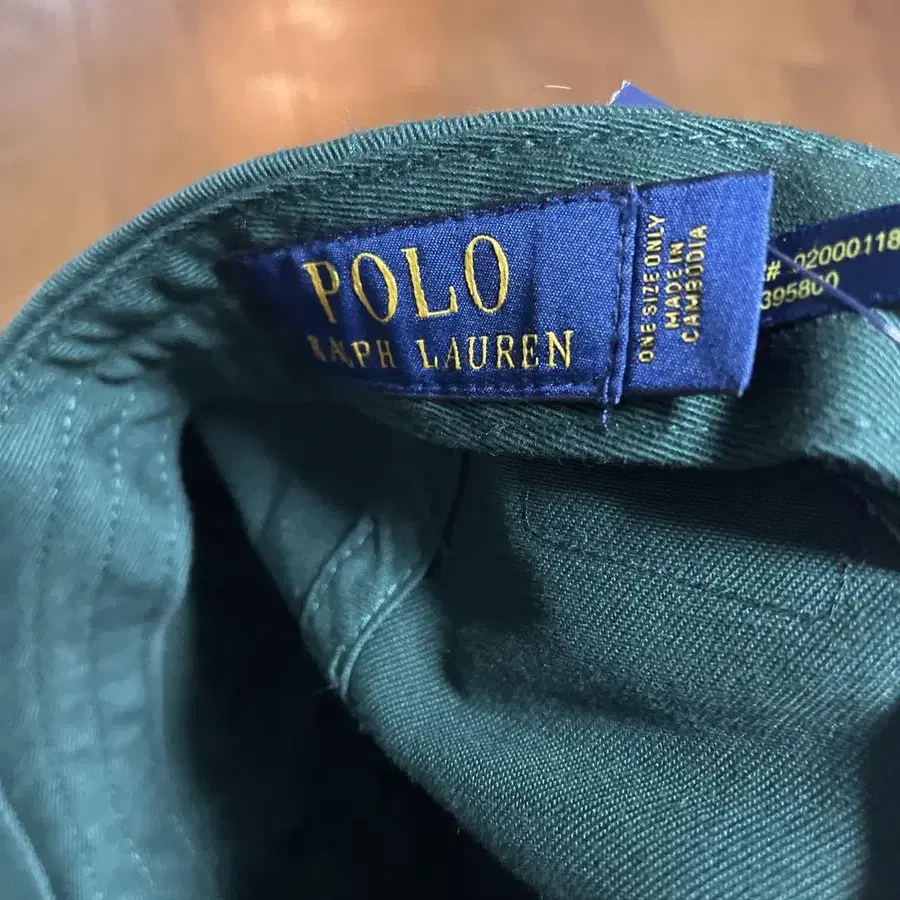 POLO
RALPH LAUREN
ONE SIZE ONLY
MADE IN
CAMBODIA
# 02000118
395800